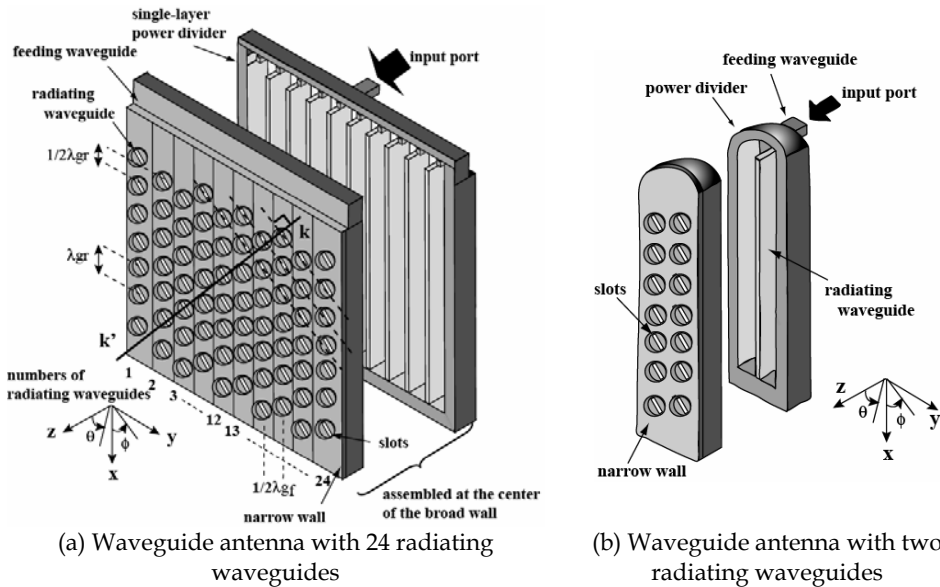 single-layer
power divider
feeding waveguide
input port
radiating
waveguide
1/2λgr
λgr
k
k'
numbers of
radiating waveguides
1
2
3
12
13
24
z
θ
ϕ
y
x
slots
1/2λgf
narrow wall
assembled at the center
of the broad wall
(a) Waveguide antenna with 24 radiating
waveguides
feeding waveguide
power divider
input port
slots
radiating
waveguide
narrow wall
z
θ
ϕ
y
x
(b) Waveguide antenna with two
radiating waveguides